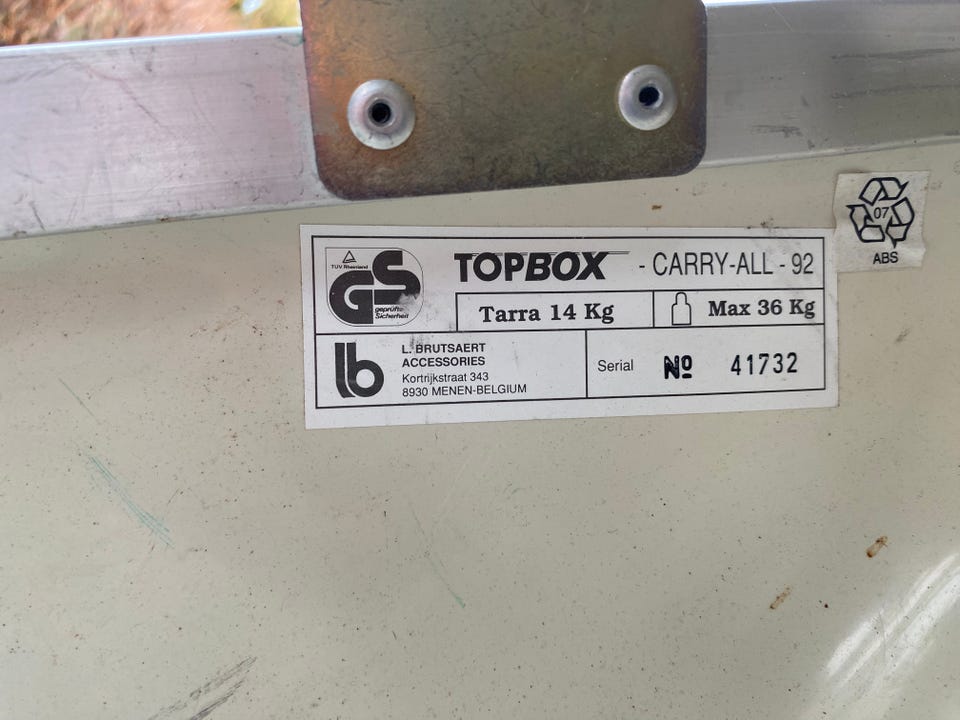 TÜV Rheinland
GS
geprüfte
Sicherheit
TOPBOX - CARRY-ALL - 92
Tarra 14 Kg
Max 36 Kg
lb
L. BRUTSAERT
ACCESSORIES
Kortrijkstraat 343
8930 MENEN-BELGIUM
Serial Nº 41732
07
ABS